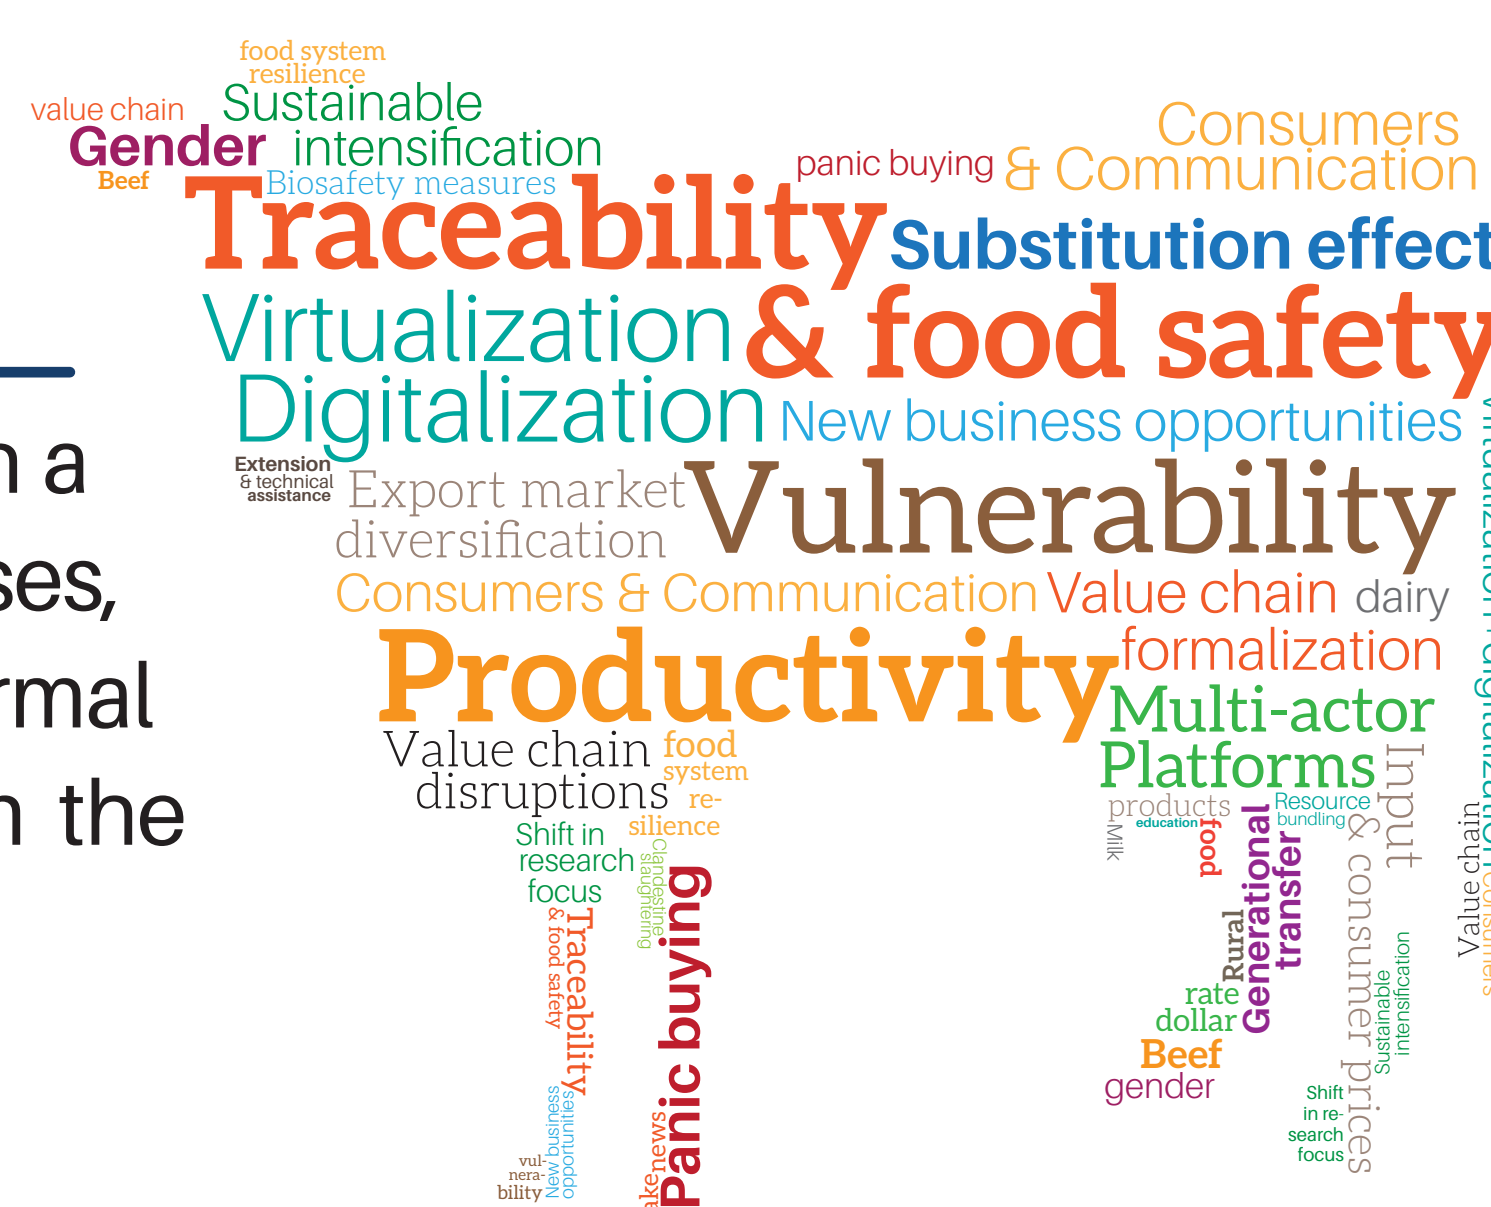 food system
resilience
value chain
Sustainable
Gender
intensification
Beef
Biosafety measures
panic buying
Consumers
& Communication
Traceability
Substitution effect
Virtualization
& food safety
Digitalization
New business opportunities
Extension
& technical
assistance
Export market
diversification
Vulnerability
Consumers & Communication
Value chain
dairy
formalization
Productivity
Multi-actor
Platforms
Value chain
disruptions
food
system
re-
silience
Shift in
research
focus
Clandestine
slaughtering
Traceability
& food safety
Panic buying
New business
opportunities
vul-
nera-
bility
news
products
Milk
education
food
Resource
bundling
Generational
transfer
Rural
rate
dollar
Beef
gender
Input
& consumer prices
Sustainable
intensification
Shift
in re-
search
focus
Value chain
a
rmal
the